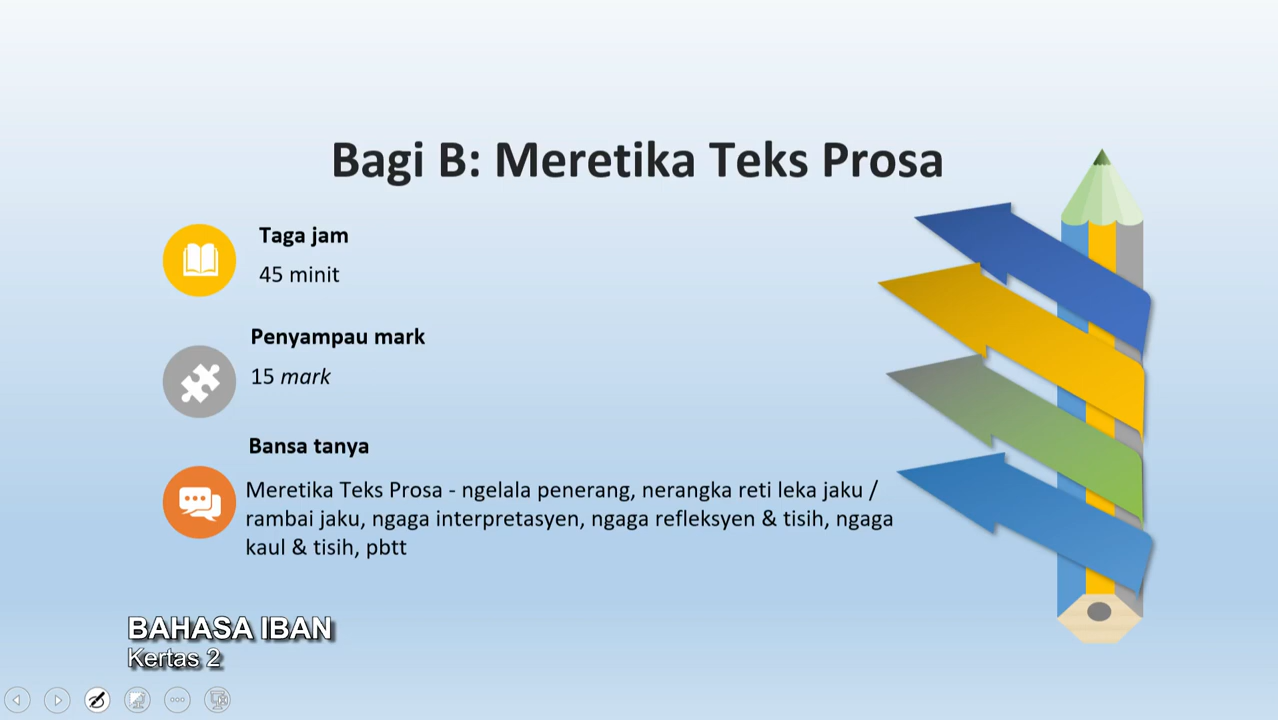 Bagi B: Meretika Teks Prosa
Taga jam
45 minit
Penyampau mark
15 mark
Bansa tanya
Meretika Teks Prosa - ngelala penerang, nerangka reti leka jaku /
rambai jaku, ngaga interpretasyen, ngaga refleksyen & tisih, ngaga
kaul & tisih, pbtt
BAHASA IBAN
Kertas 2